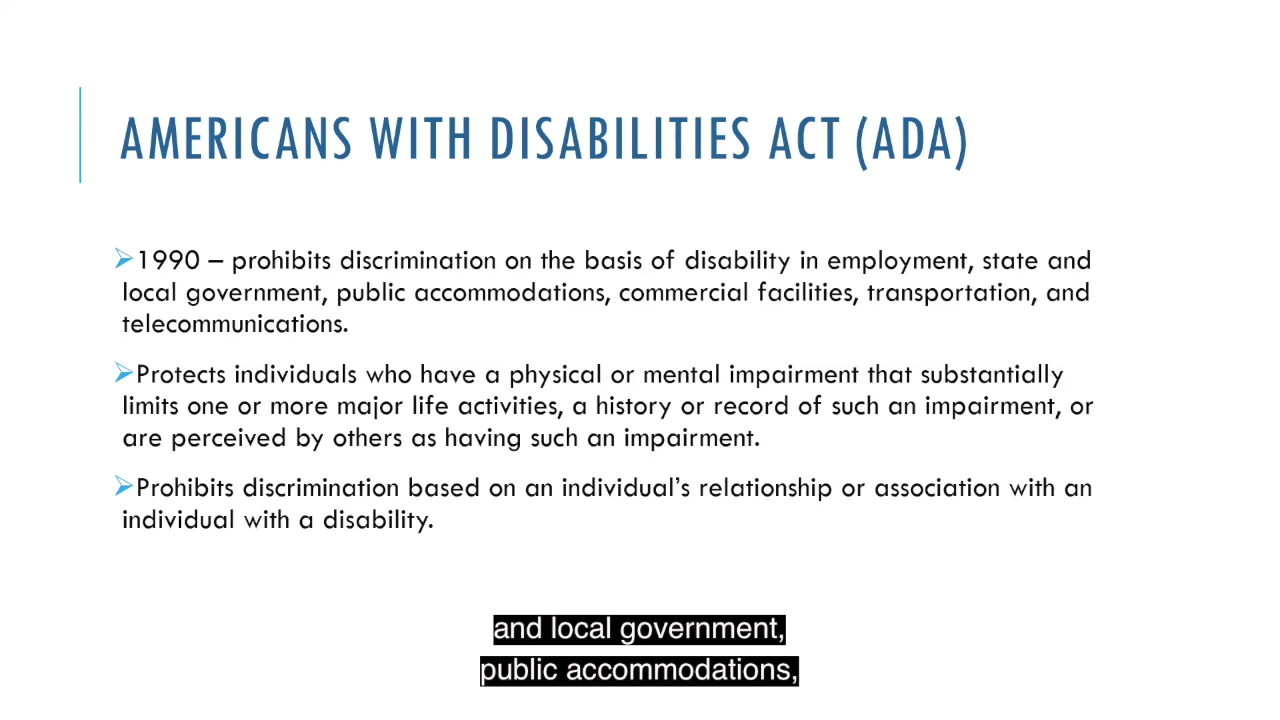 AMERICANS WITH DISABILITIES ACT (ADA)
➢1990 – prohibits discrimination on the basis of disability in employment, state and
local government, public accommodations, commercial facilities, transportation, and
telecommunications.
➢Protects individuals who have a physical or mental impairment that substantially
limits one or more major life activities, a history or record of such an impairment, or
are perceived by others as having such an impairment.
➢Prohibits discrimination based on an individual’s relationship or association with an
individual with a disability.
and local government,
public accommodations,